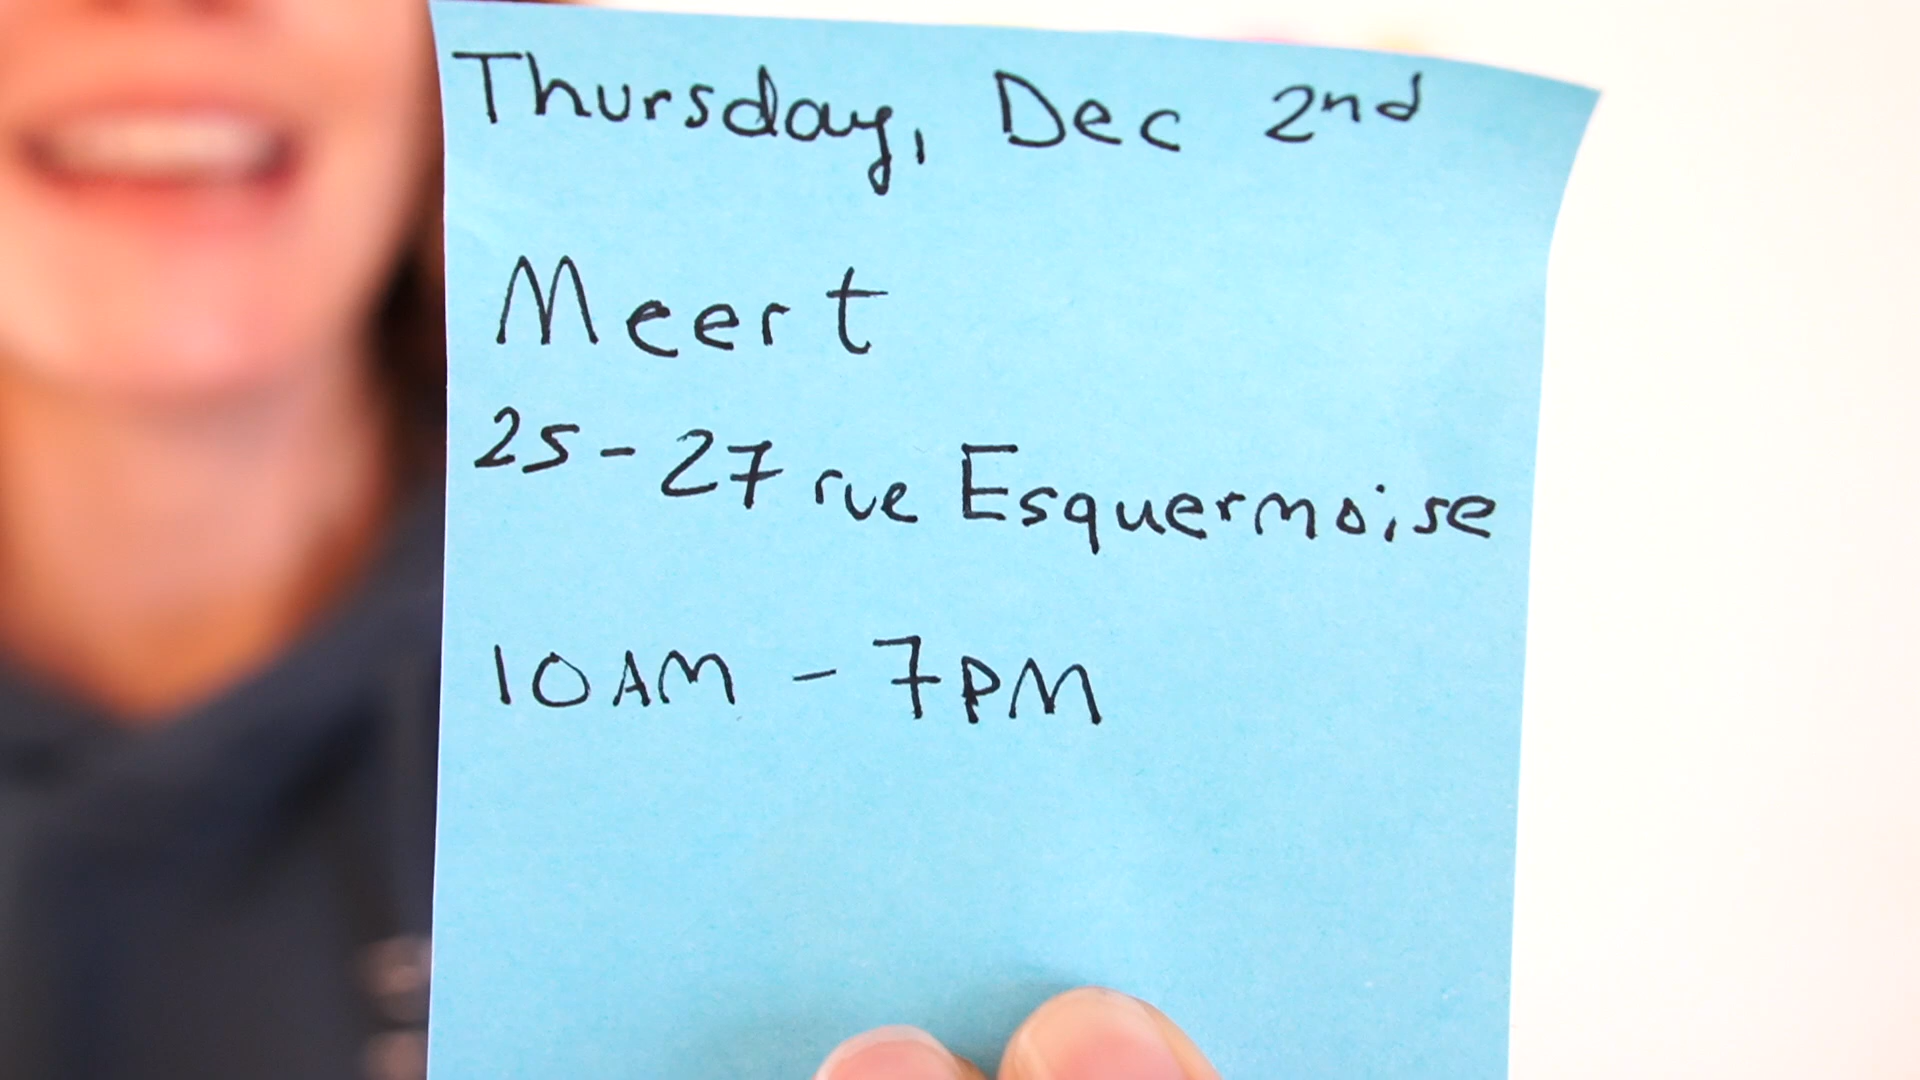 Thursday, Dec 2nd
Meert
25-27 rue Esquermoise
10AM - 7PM